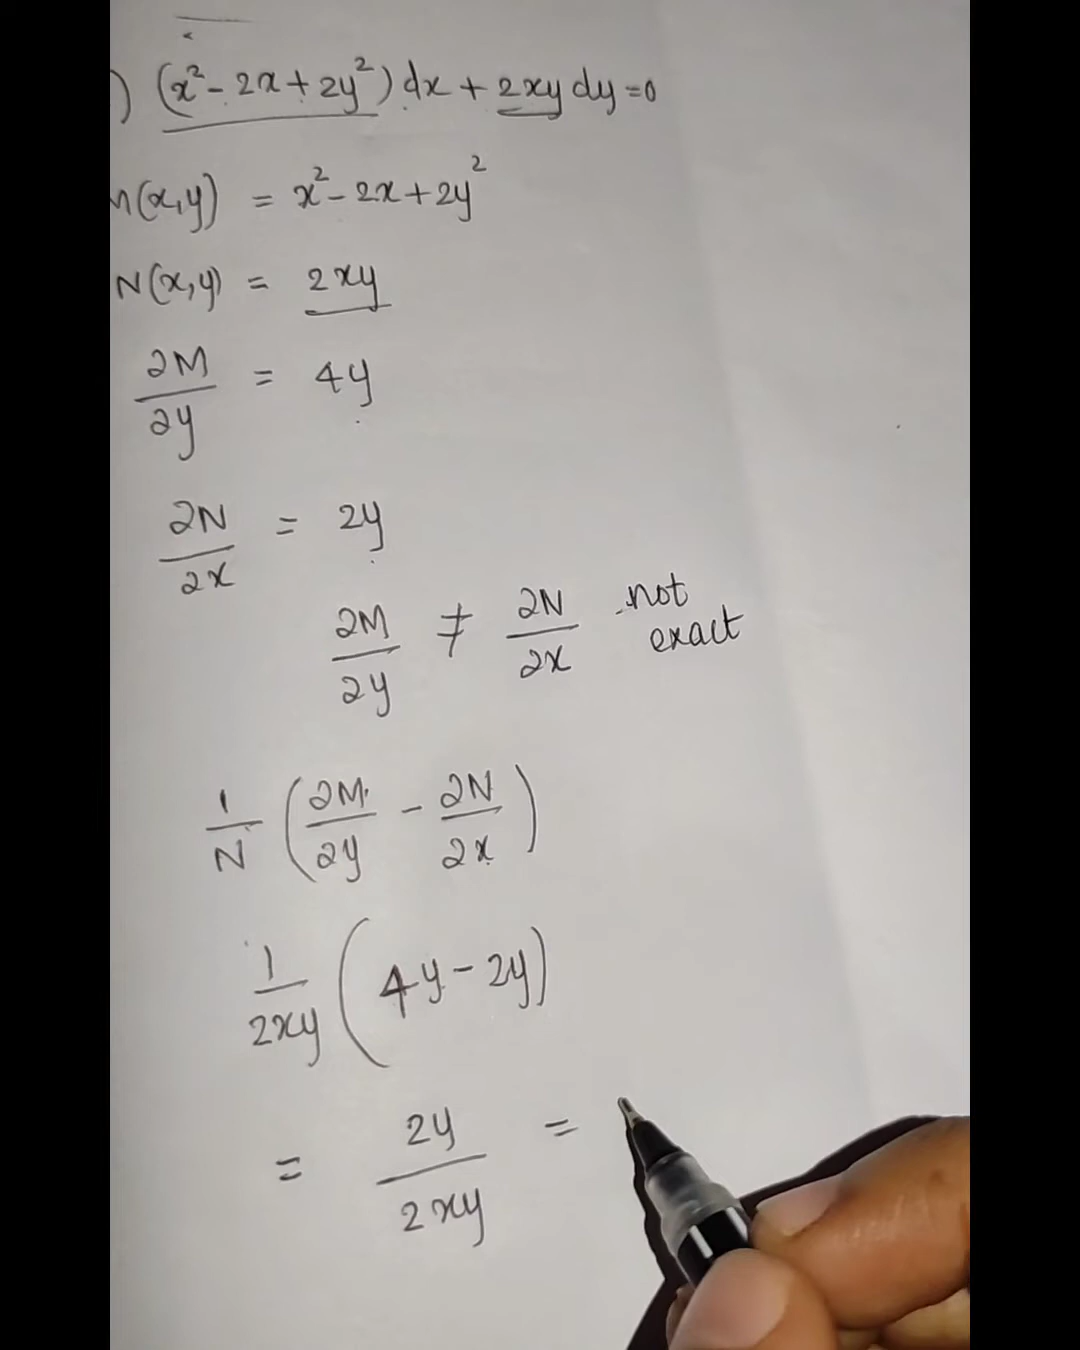 ) (x² - 2x + 2y²) dx + 2xy dy = 0
M(x,y) = x² - 2x + 2y²
N(x,y) = 2xy
∂M/∂y = 4y
∂N/∂x = 2y
∂M/∂y ≠ ∂N/∂x not
exact
1/N (∂M/∂y - ∂N/∂x)
1/2xy (4y - 2y)
= 2y/2xy =